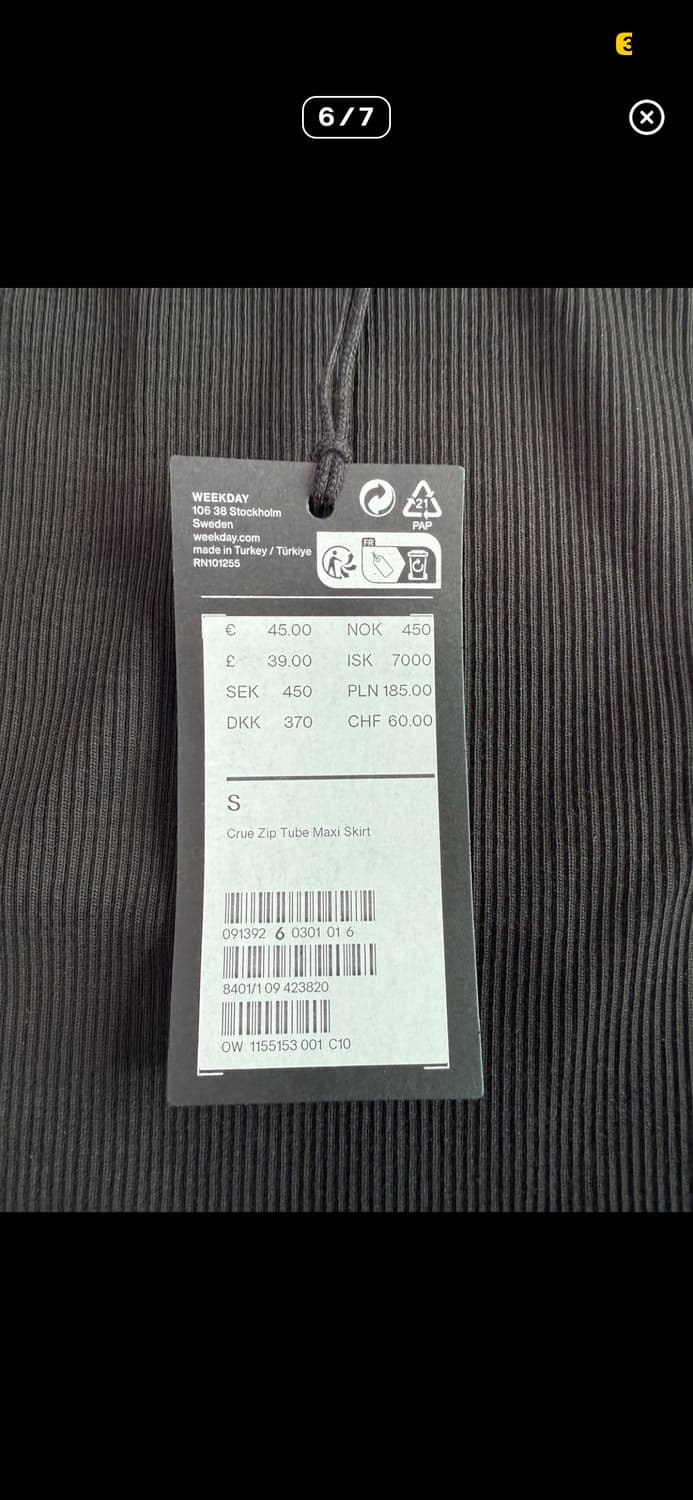 6/7
WEEKDAY
106 38 Stockholm
Sweden
weekday.com
made in Turkey / Türkiye
RN101255
21
PAP
FR
€ 45.00 NOK 450
£ 39.00 ISK 7000
SEK 450 PLN 185.00
DKK 370 CHF 60.00
S
Crue Zip Tube Maxi Skirt
091392 6 0301 01 6
8401/1 09 423820
OW 1155153 001 C10